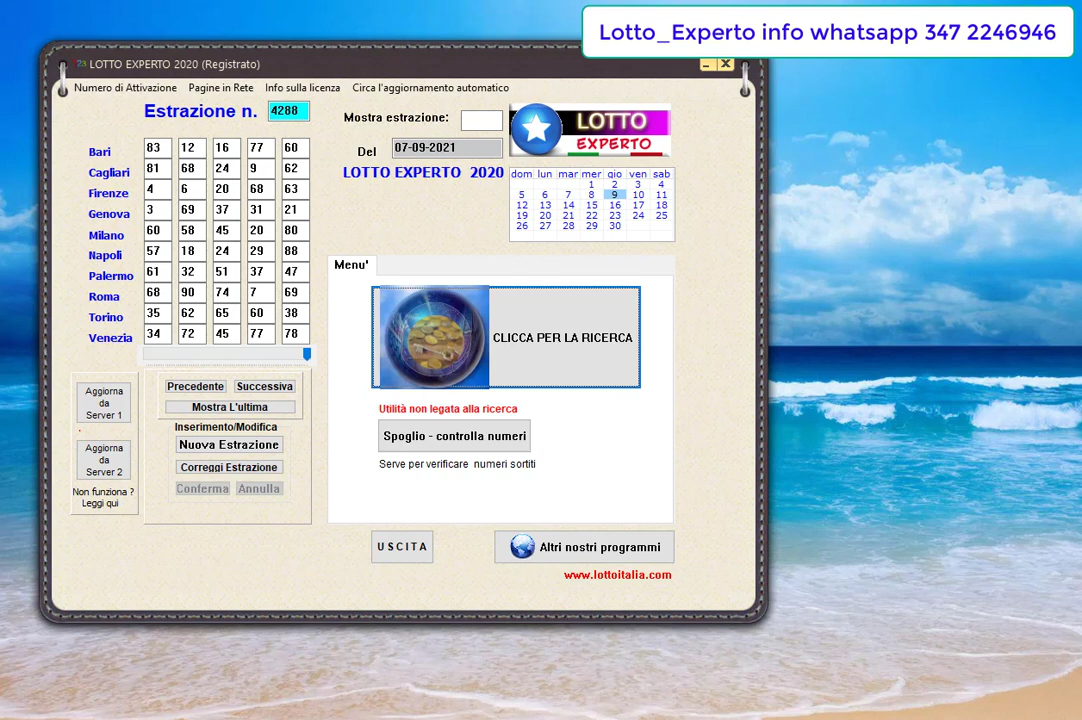 Lotto_Experto info whatsapp 347 2246946
LOTTO EXPERTO 2020 (Registrato)
Numero di Attivazione Pagine in Rete Info sulla licenza Circa l'aggiornamento automatico
Estrazione n. 4288
Mostra estrazione:
LOTTO
EXPERTO
Del 07-09-2021
LOTTO EXPERTO 2020
Bari 83 12 16 77 60
Cagliari 81 68 24 9 62
Firenze 4 6 20 68 63
Genova 3 69 37 31 21
Milano 60 58 45 20 80
Napoli 57 18 24 29 88
Palermo 61 32 51 37 47
Roma 68 90 74 7 69
Torino 35 62 65 60 38
Venezia 34 72 45 77 78
dom lun mar mer gio ven sab
1 2 3 4
5 6 7 8 9 10 11
12 13 14 15 16 17 18
19 20 21 22 23 24 25
26 27 28 29 30
Menu'
CLICCA PER LA RICERCA
Utilità non legata alla ricerca
Spoglio - controlla numeri
Serve per verificare numeri sortiti
Aggiorna
da
Server 1
Aggiorna
da
Server 2
Non funziona ?
Leggi qui
Precedente Successiva
Mostra L'ultima
Inserimento/Modifica
Nuova Estrazione
Correggi Estrazione
Conferma Annulla
USCITA
Altri nostri programmi
www.lottoitalia.com